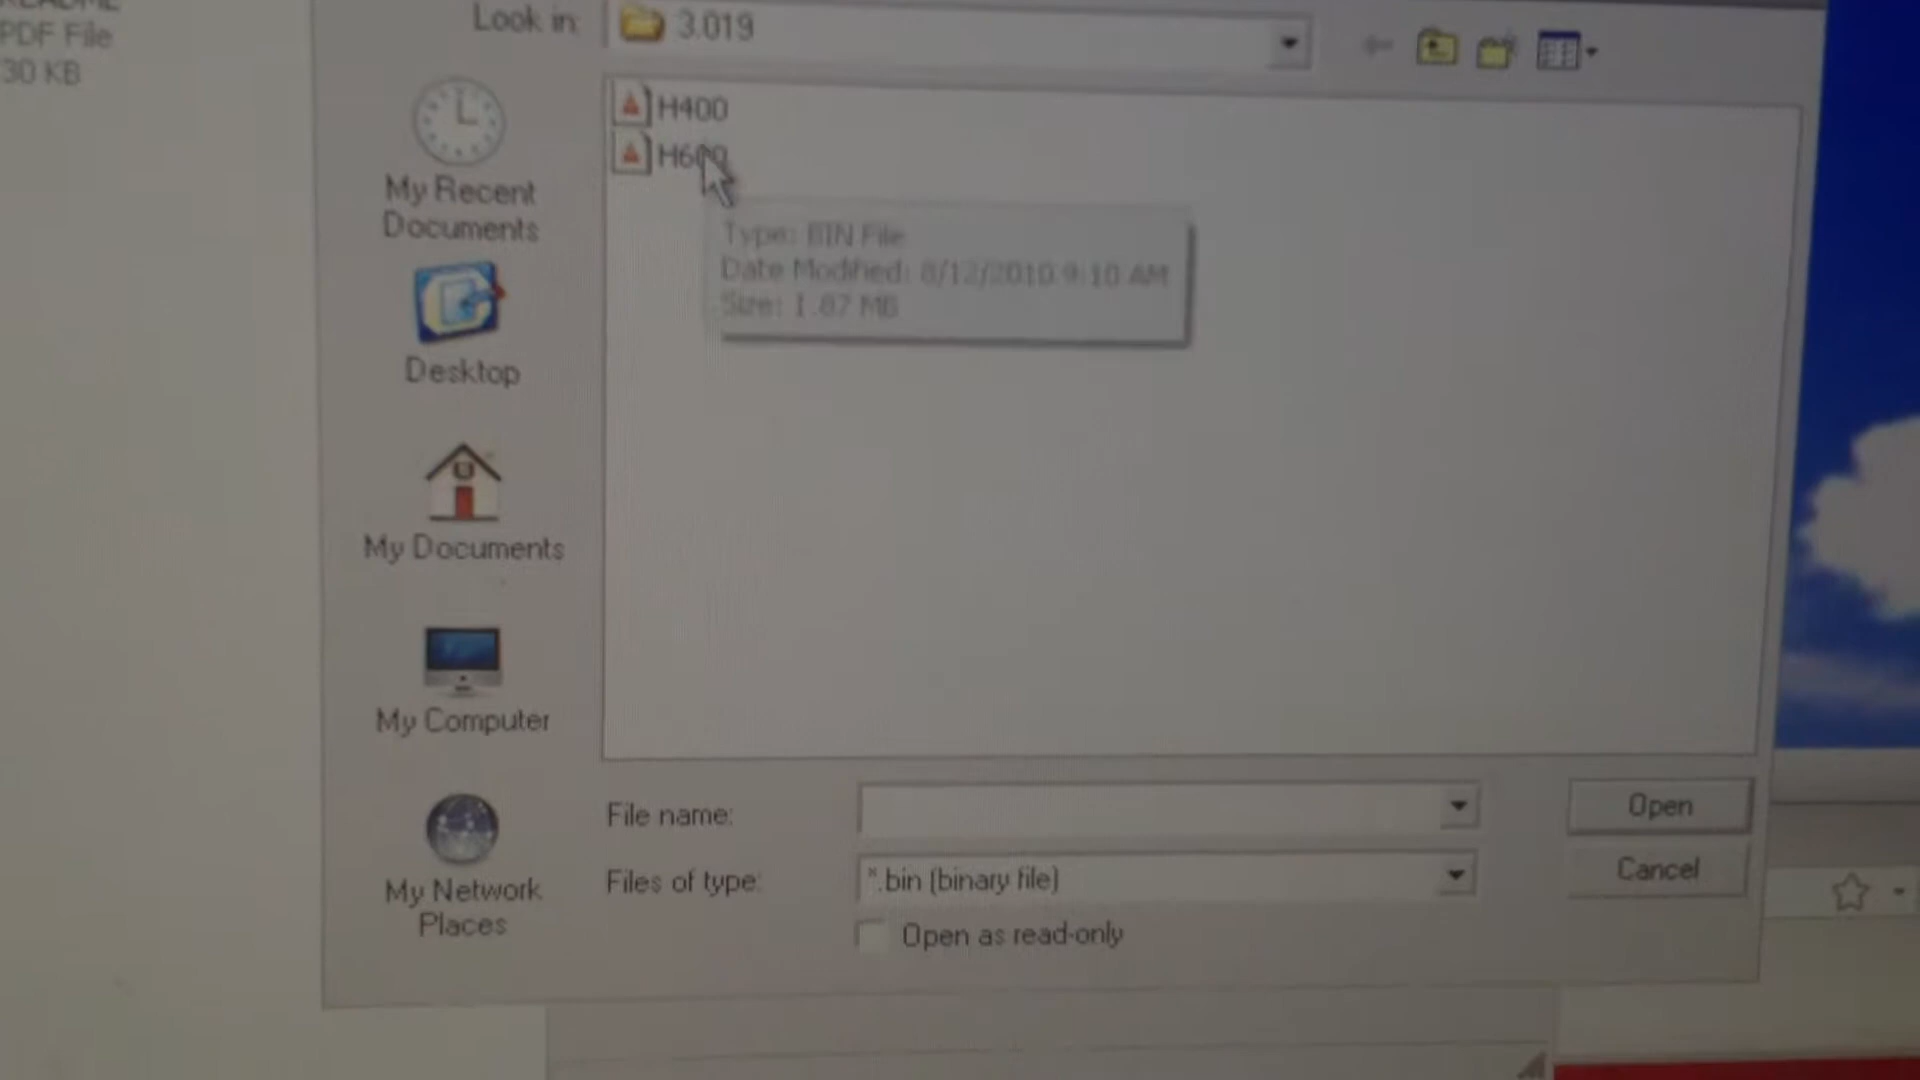 PDF File
30 KB
Look in:
3.019
H400
H600
Type: BIN File
Date Modified: 8/12/2010 9:10 AM
Size: 1.87 MB
My Recent
Documents
Desktop
My Documents
My Computer
My Network
Places
File name:
Open
Files of type:
*.bin (binary file)
Cancel
Open as read-only